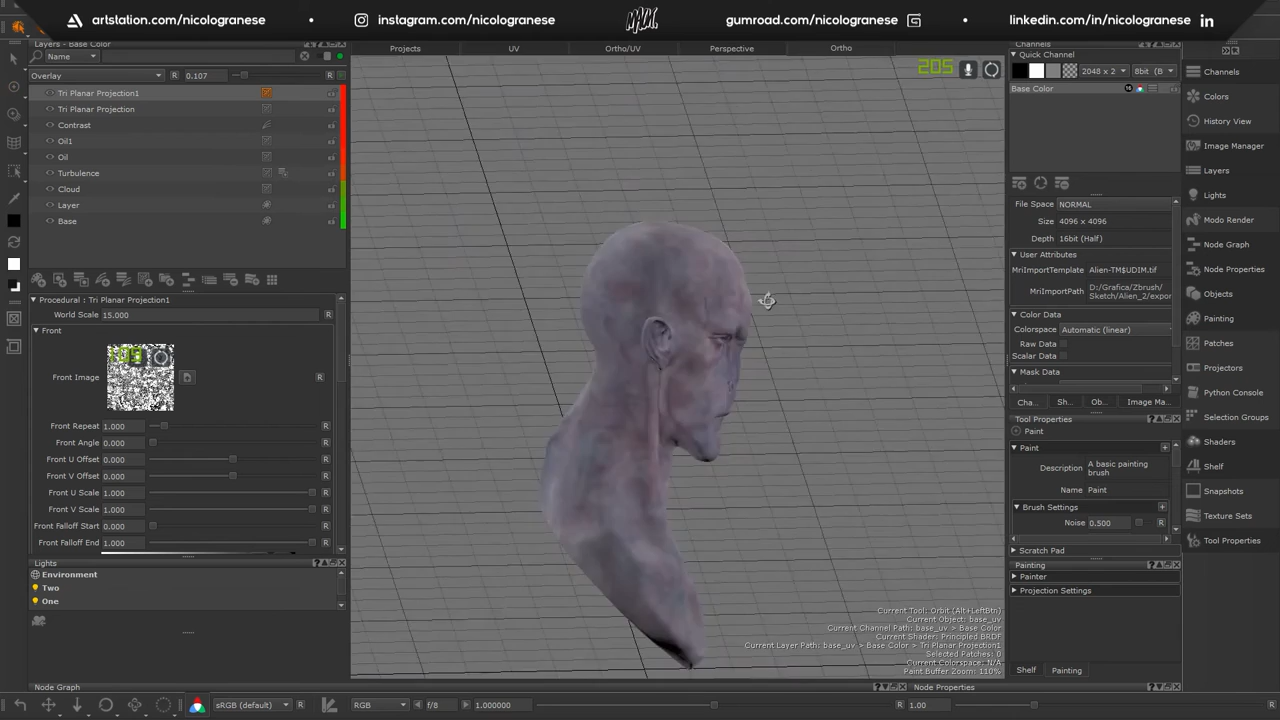 artstation.com/nicologranese
instagram.com/nicologranese
gumroad.com/nicologranese
linkedin.com/in/nicologranese
Layers - Base Color
Name
Overlay R 0.107 R
Tri Planar Projection1
Tri Planar Projection
Contrast
Oil1
Oil
Turbulence
Cloud
Layer
Base
Procedural : Tri Planar Projection1
World Scale 15.000 R
Front
Front Image R
Front Repeat 1.000 R
Front Angle 0.000 R
Front U Offset 0.000 R
Front V Offset 0.000 R
Front U Scale 1.000 R
Front V Scale 1.000 R
Front Falloff Start 0.000 R
Front Falloff End 1.000 R
Lights
Environment
Two
One
Projects UV Ortho/UV Perspective Ortho
205
Current Tool: Orbit (Alt+LeftBtn)
Current Object: base_uv
Current Channel Path: base_uv > Base Color
Current Shader: Principled BRDF
Current Layer Path: base_uv > Base Color > Tri Planar Projection1
Selected Patches: 0
Current Colorspace: N/A
Paint Buffer Zoom: 110%
Channels
Quick Channel
2048 x 2 8bit (B
Base Color 16
File Space NORMAL
Size 4096 x 4096
Depth 16bit (Half)
User Attributes
MriImportTemplate Alien-TM$UDIM.tif
MriImportPath D:/Grafica/Zbrush/
Sketch/Alien_2/expor
Color Data
Colorspace Automatic (linear)
Raw Data
Scalar Data
Mask Data
Cha... Sh... Ob... Image Ma...
Tool Properties
Paint
Paint
Description A basic painting
brush
Name Paint
Brush Settings
Noise 0.500 R
Scratch Pad
Painting
Painter
Projection Settings
Shelf Painting
Channels
Colors
History View
Image Manager
Layers
Lights
Modo Render
Node Graph
Node Properties
Objects
Painting
Patches
Projectors
Python Console
Selection Groups
Shaders
Shelf
Snapshots
Texture Sets
Tool Properties
Node Graph Node Properties
sRGB (default) R RGB f/8 1.000000 R 1.00 R